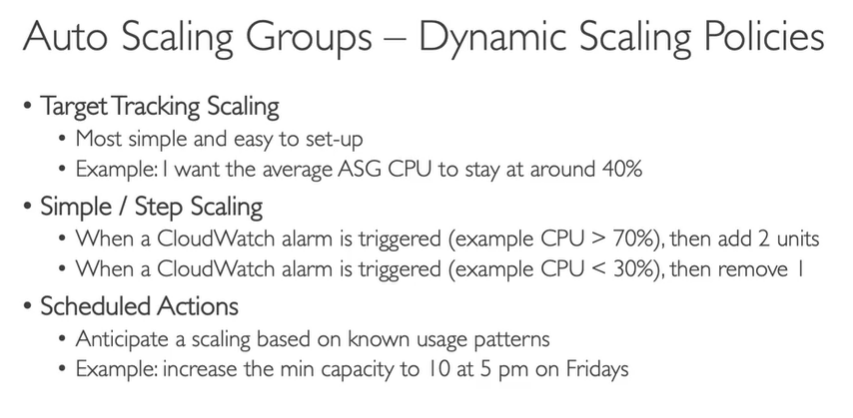 Auto Scaling Groups – Dynamic Scaling Policies
• Target Tracking Scaling
• Most simple and easy to set-up
• Example: I want the average ASG CPU to stay at around 40%
• Simple / Step Scaling
• When a CloudWatch alarm is triggered (example CPU > 70%), then add 2 units
• When a CloudWatch alarm is triggered (example CPU < 30%), then remove 1
• Scheduled Actions
• Anticipate a scaling based on known usage patterns
• Example: increase the min capacity to 10 at 5 pm on Fridays